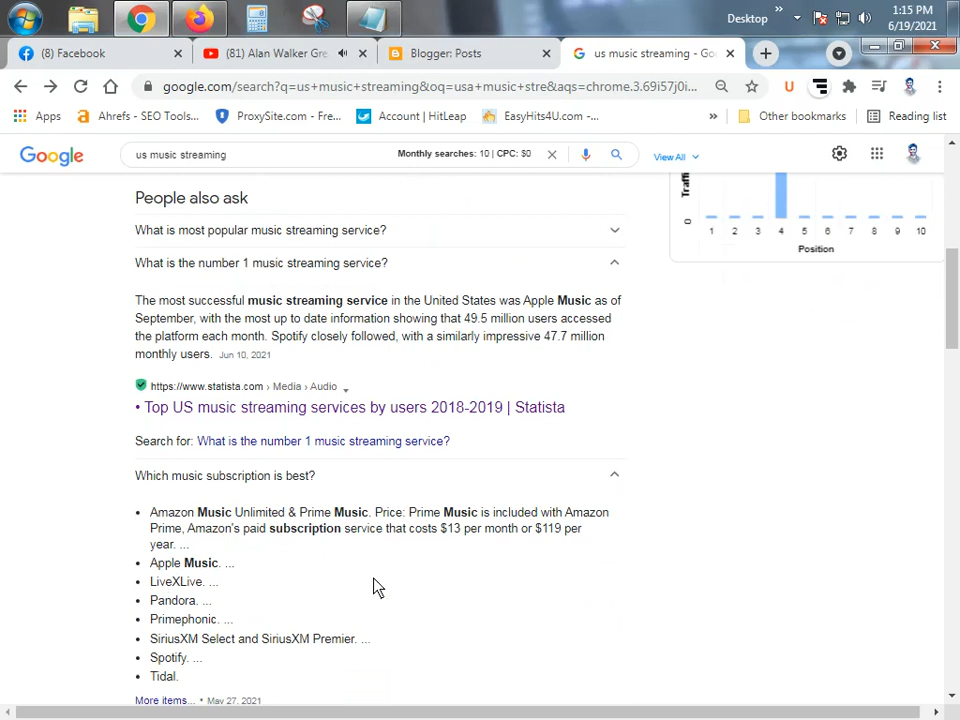 1:15 PM
Desktop »
6/19/2021
(8) Facebook
(81) Alan Walker Gre
Blogger: Posts
us music streaming - Goo
google.com/search?q=us+music+streaming&oq=usa+music+stre&aqs=chrome.3.69i57j0i...
Apps
Ahrefs - SEO Tools...
ProxySite.com - Fre...
Account | HitLeap
EasyHits4U.com -...
»
Other bookmarks
Reading list
Google
us music streaming
Monthly searches: 10 | CPC: $0
View All
People also ask
What is most popular music streaming service?
What is the number 1 music streaming service?
The most successful music streaming service in the United States was Apple Music as of
September, with the most up to date information showing that 49.5 million users accessed
the platform each month. Spotify closely followed, with a similarly impressive 47.7 million
monthly users. Jun 10, 2021
https://www.statista.com › Media › Audio
• Top US music streaming services by users 2018-2019 | Statista
Search for: What is the number 1 music streaming service?
Which music subscription is best?
• Amazon Music Unlimited & Prime Music. Price: Prime Music is included with Amazon
Prime, Amazon's paid subscription service that costs $13 per month or $119 per
year. ...
• Apple Music. ...
• LiveXLive. ...
• Pandora. ...
• Primephonic. ...
• SiriusXM Select and SiriusXM Premier. ...
• Spotify. ...
• Tidal.
More items... • May 27, 2021
0
1 2 3 4 5 6 7 8 9 10
Position